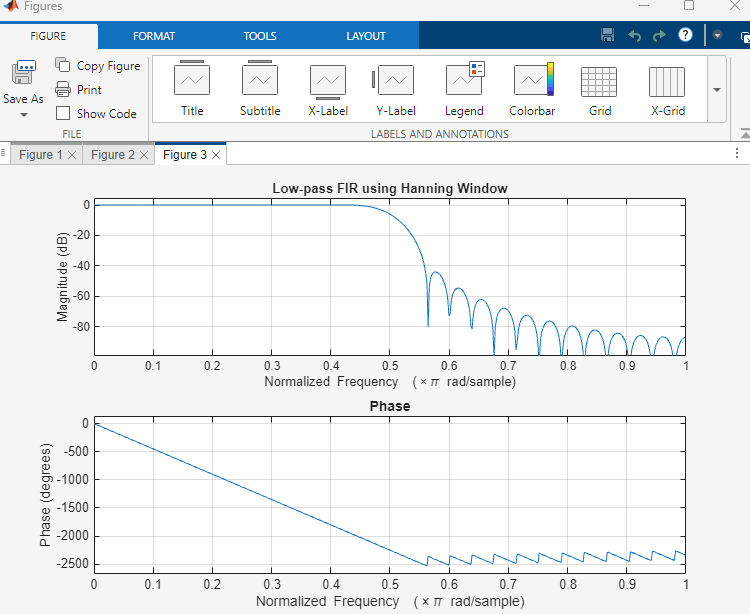 Figures
FIGURE FORMAT TOOLS LAYOUT
Save As
Copy Figure
Print
Show Code
FILE
Title Subtitle X-Label Y-Label Legend Colorbar Grid X-Grid
LABELS AND ANNOTATIONS
Figure 1 Figure 2 Figure 3
Low-pass FIR using Hanning Window
Magnitude (dB)
0
-20
-40
-60
-80
0 0.1 0.2 0.3 0.4 0.5 0.6 0.7 0.8 0.9 1
Normalized Frequency (×π rad/sample)
Phase
Phase (degrees)
0
-500
-1000
-1500
-2000
-2500
0 0.1 0.2 0.3 0.4 0.5 0.6 0.7 0.8 0.9 1
Normalized Frequency (×π rad/sample)